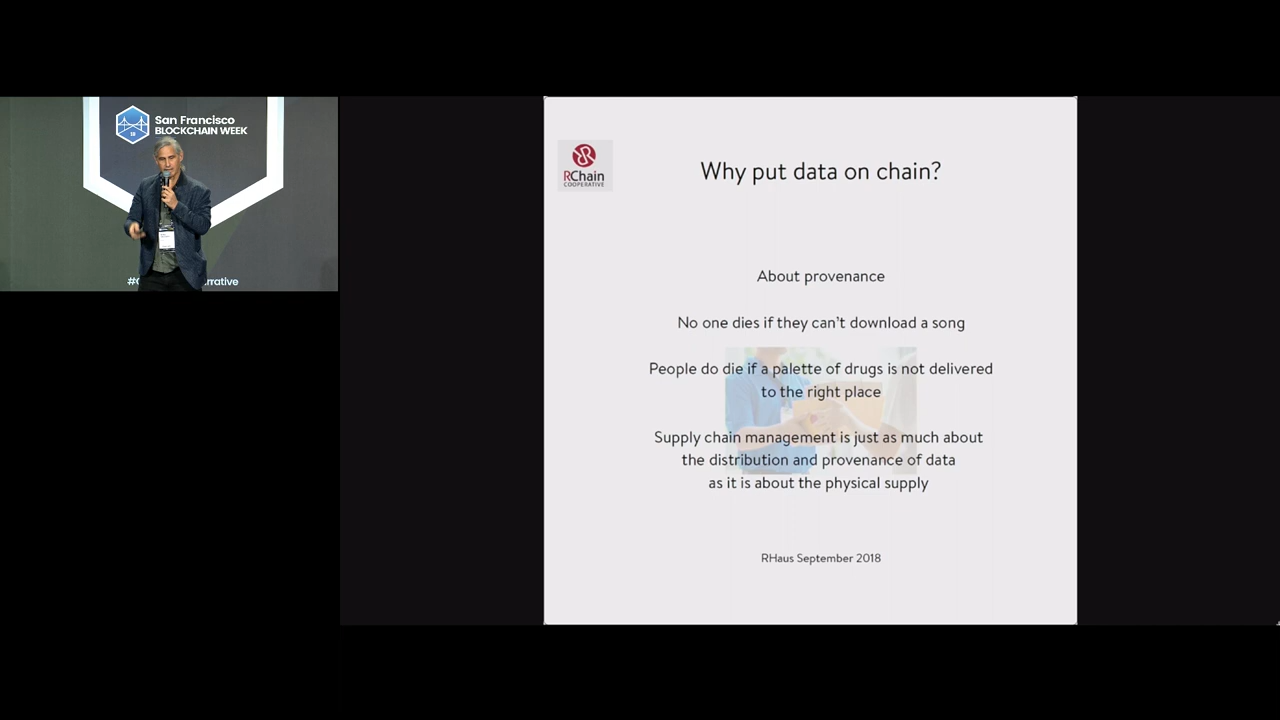 San Francisco
BLOCKCHAIN WEEK
RChain
COOPERATIVE
Why put data on chain?
About provenance
No one dies if they can't download a song
People do die if a palette of drugs is not delivered
to the right place
Supply chain management is just as much about
the distribution and provenance of data
as it is about the physical supply
RHaus September 2018